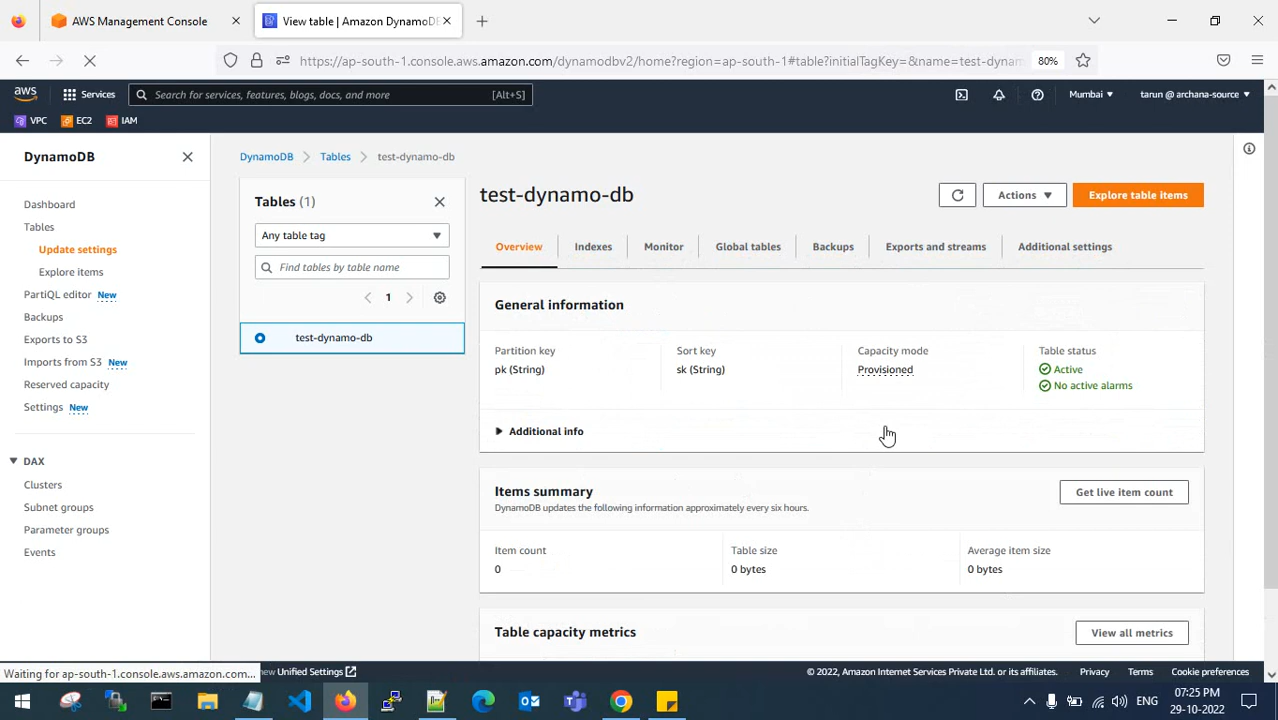 AWS Management Console
View table | Amazon DynamoDB
https://ap-south-1.console.aws.amazon.com/dynamodbv2/home?region=ap-south-1#table?initialTagKey=&name=test-dynam
80%
aws
Services
Search for services, features, blogs, docs, and more
[Alt+S]
Mumbai
tarun @ archana-source
VPC
EC2
IAM
DynamoDB
Dashboard
Tables
Update settings
Explore items
PartiQL editor New
Backups
Exports to S3
Imports from S3 New
Reserved capacity
Settings New
DAX
Clusters
Subnet groups
Parameter groups
Events
DynamoDB
Tables
test-dynamo-db
Tables (1)
Any table tag
Find tables by table name
1
test-dynamo-db
test-dynamo-db
Actions
Explore table items
Overview
Indexes
Monitor
Global tables
Backups
Exports and streams
Additional settings
General information
Partition key
pk (String)
Sort key
sk (String)
Capacity mode
Provisioned
Table status
Active
No active alarms
Additional info
Items summary
Get live item count
DynamoDB updates the following information approximately every six hours.
Item count
0
Table size
0 bytes
Average item size
0 bytes
Table capacity metrics
View all metrics
Waiting for ap-south-1.console.aws.amazon.com...
new Unified Settings
© 2022, Amazon Internet Services Private Ltd. or its affiliates.
Privacy
Terms
Cookie preferences
ENG
07:25 PM
29-10-2022